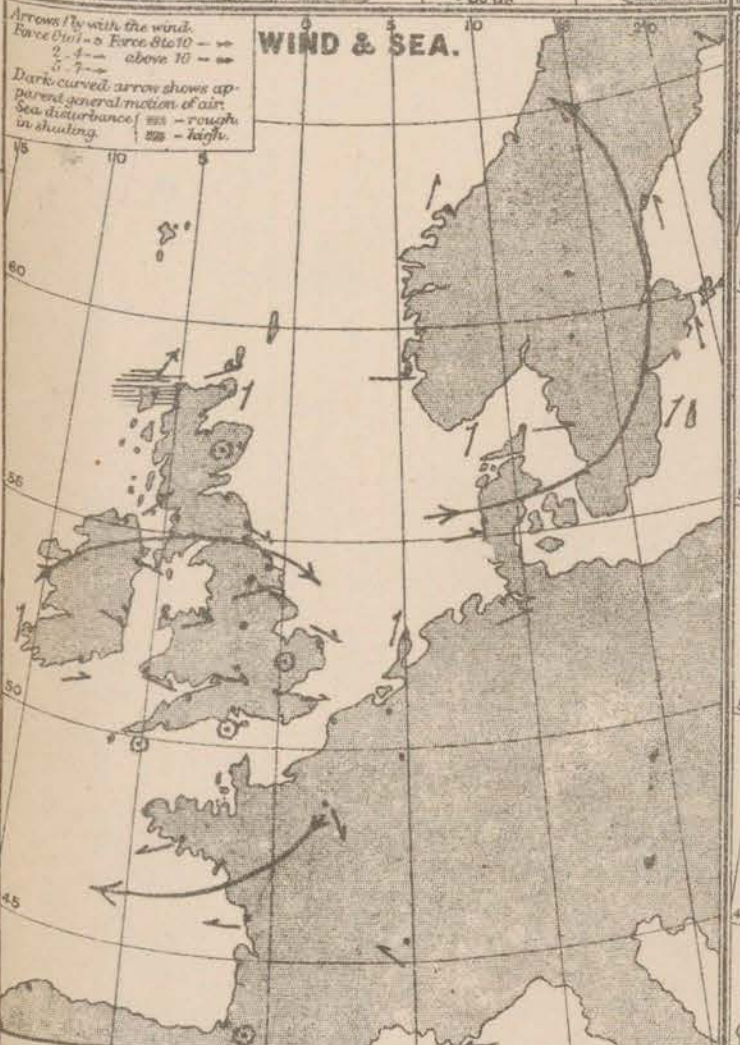 WIND & SEA.
Arrows fly with the wind.
Force 0 to 1 - Force 8 to 10 -
2 - 4 - above 10 -
5 - 7 -
Dark curved arrow shows ap-
parent general motion of air.
Sea disturbance - rough.
in shading. - high.
0 5 10 15 20
15 10 5
60
55
50
45